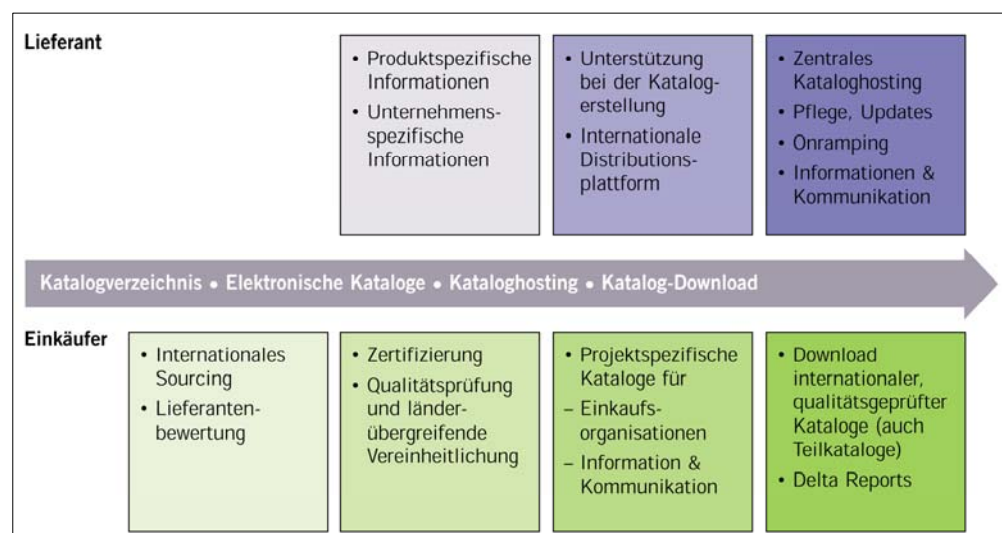 Lieferant
• Produktspezifische
Informationen
• Unternehmens-
spezifische
Informationen
• Unterstützung
bei der Katalog-
erstellung
• Internationale
Distributions-
plattform
• Zentrales
Kataloghosting
• Pflege, Updates
• Onramping
• Informationen &
Kommunikation
Katalogverzeichnis • Elektronische Kataloge • Kataloghosting • Katalog-Download
Einkäufer
• Internationales
Sourcing
• Lieferanten-
bewertung
• Zertifizierung
• Qualitätsprüfung
und länder-
übergreifende
Vereinheitlichung
• Projektspezifische
Kataloge für
– Einkaufs-
organisationen
– Information &
Kommunikation
• Download
internationaler,
qualitätsgeprüfter
Kataloge (auch
Teilkataloge)
• Delta Reports